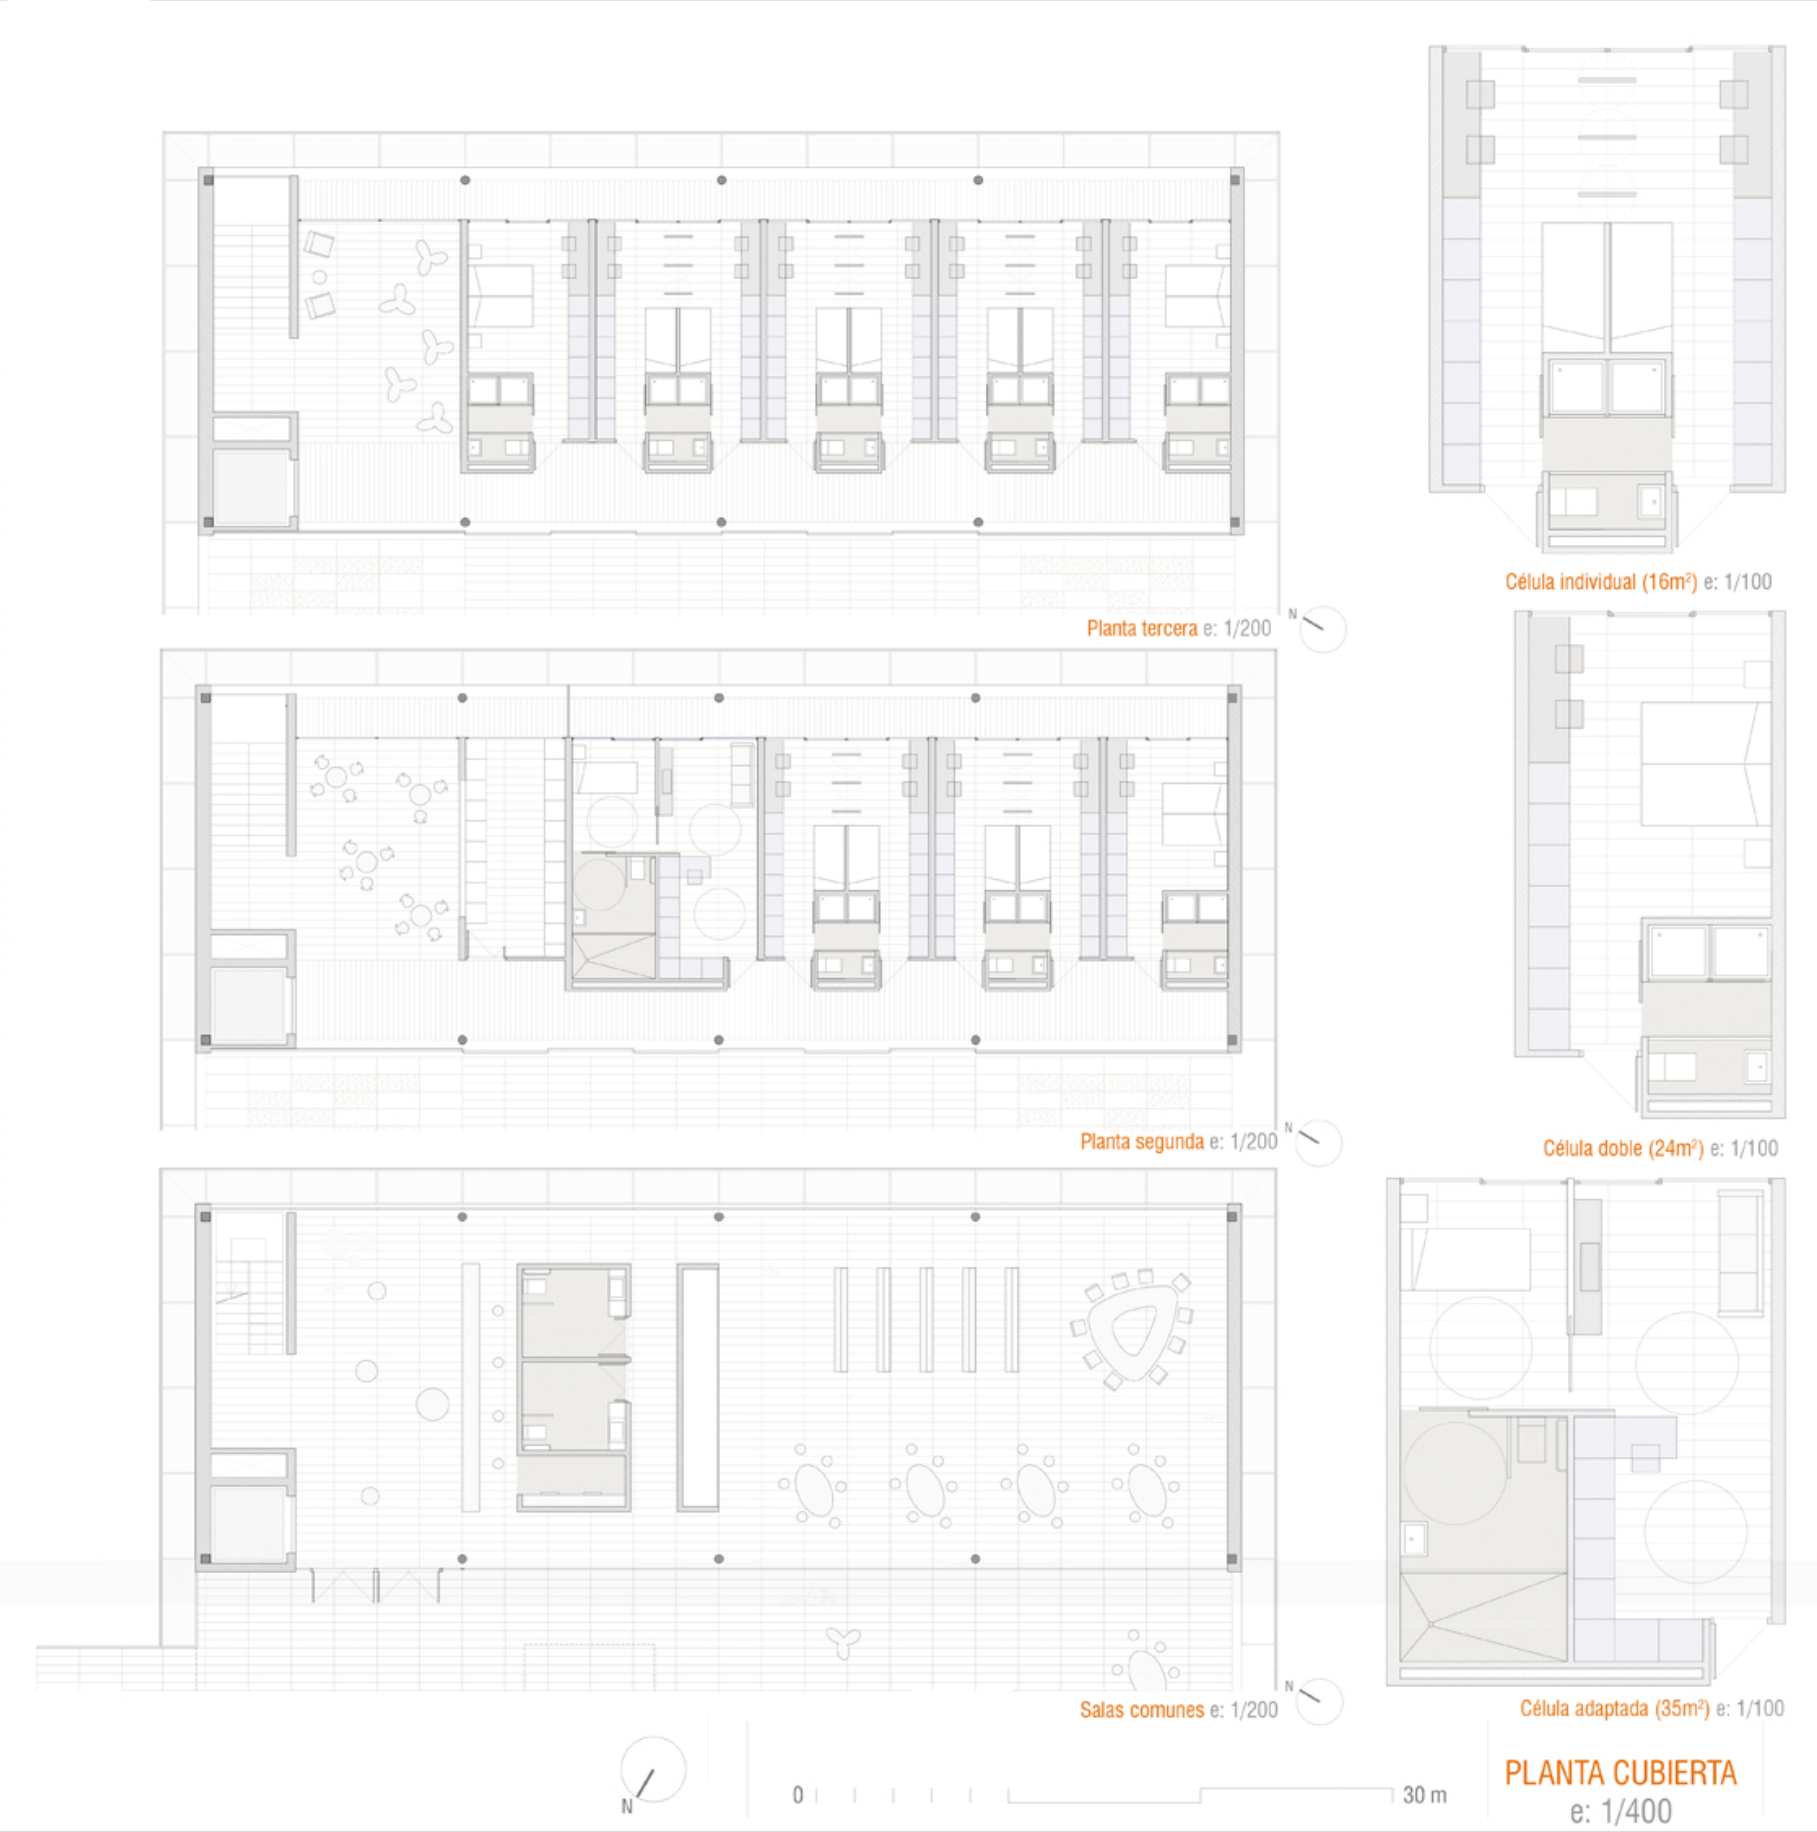 Célula individual (16m²) e: 1/100
Planta tercera e: 1/200
N
Planta segunda e: 1/200
N
Célula doble (24m²) e: 1/100
Salas comunes e: 1/200
N
Célula adaptada (35m²) e: 1/100
N
0
30 m
PLANTA CUBIERTA
e: 1/400